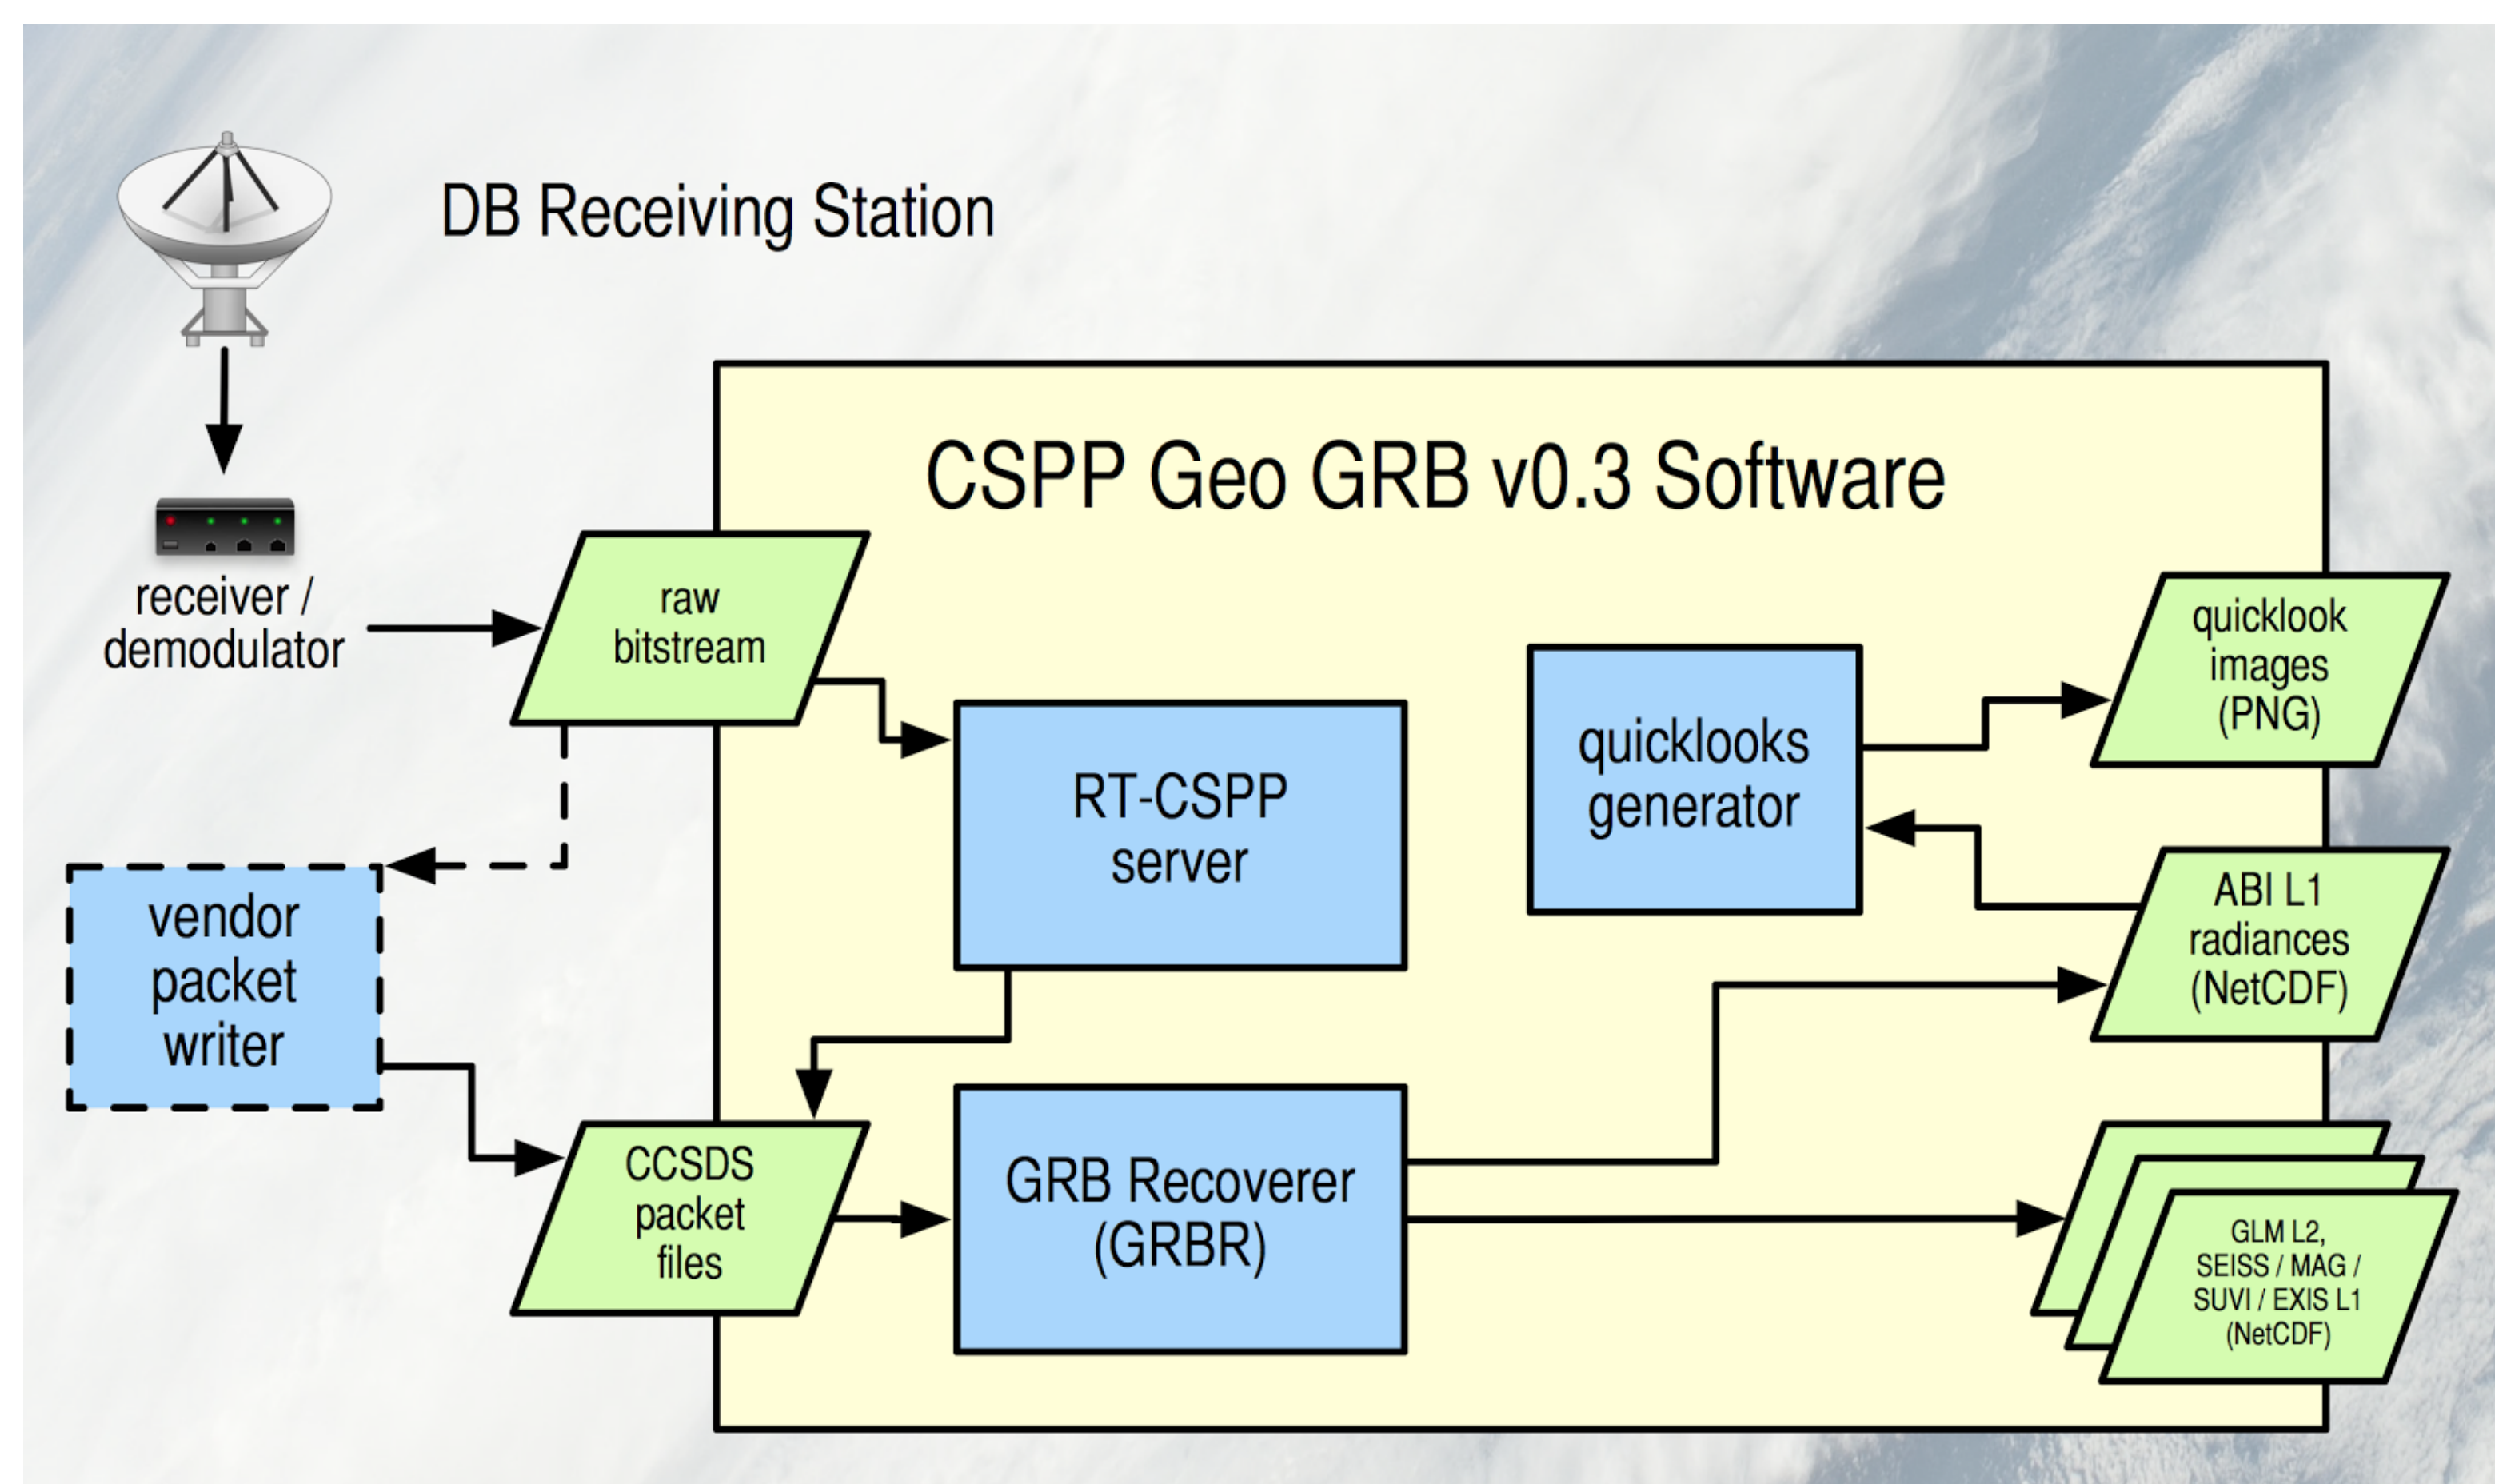 DB Receiving Station
CSPP Geo GRB v0.3 Software
receiver /
demodulator
raw
bitstream
RT-CSPP
server
quicklooks
generator
quicklook
images
(PNG)
vendor
packet
writer
ABI L1
radiances
(NetCDF)
CCSDS
packet
files
GRB Recoverer
(GRBR)
GLM L2,
SEISS / MAG /
SUVI / EXIS L1
(NetCDF)